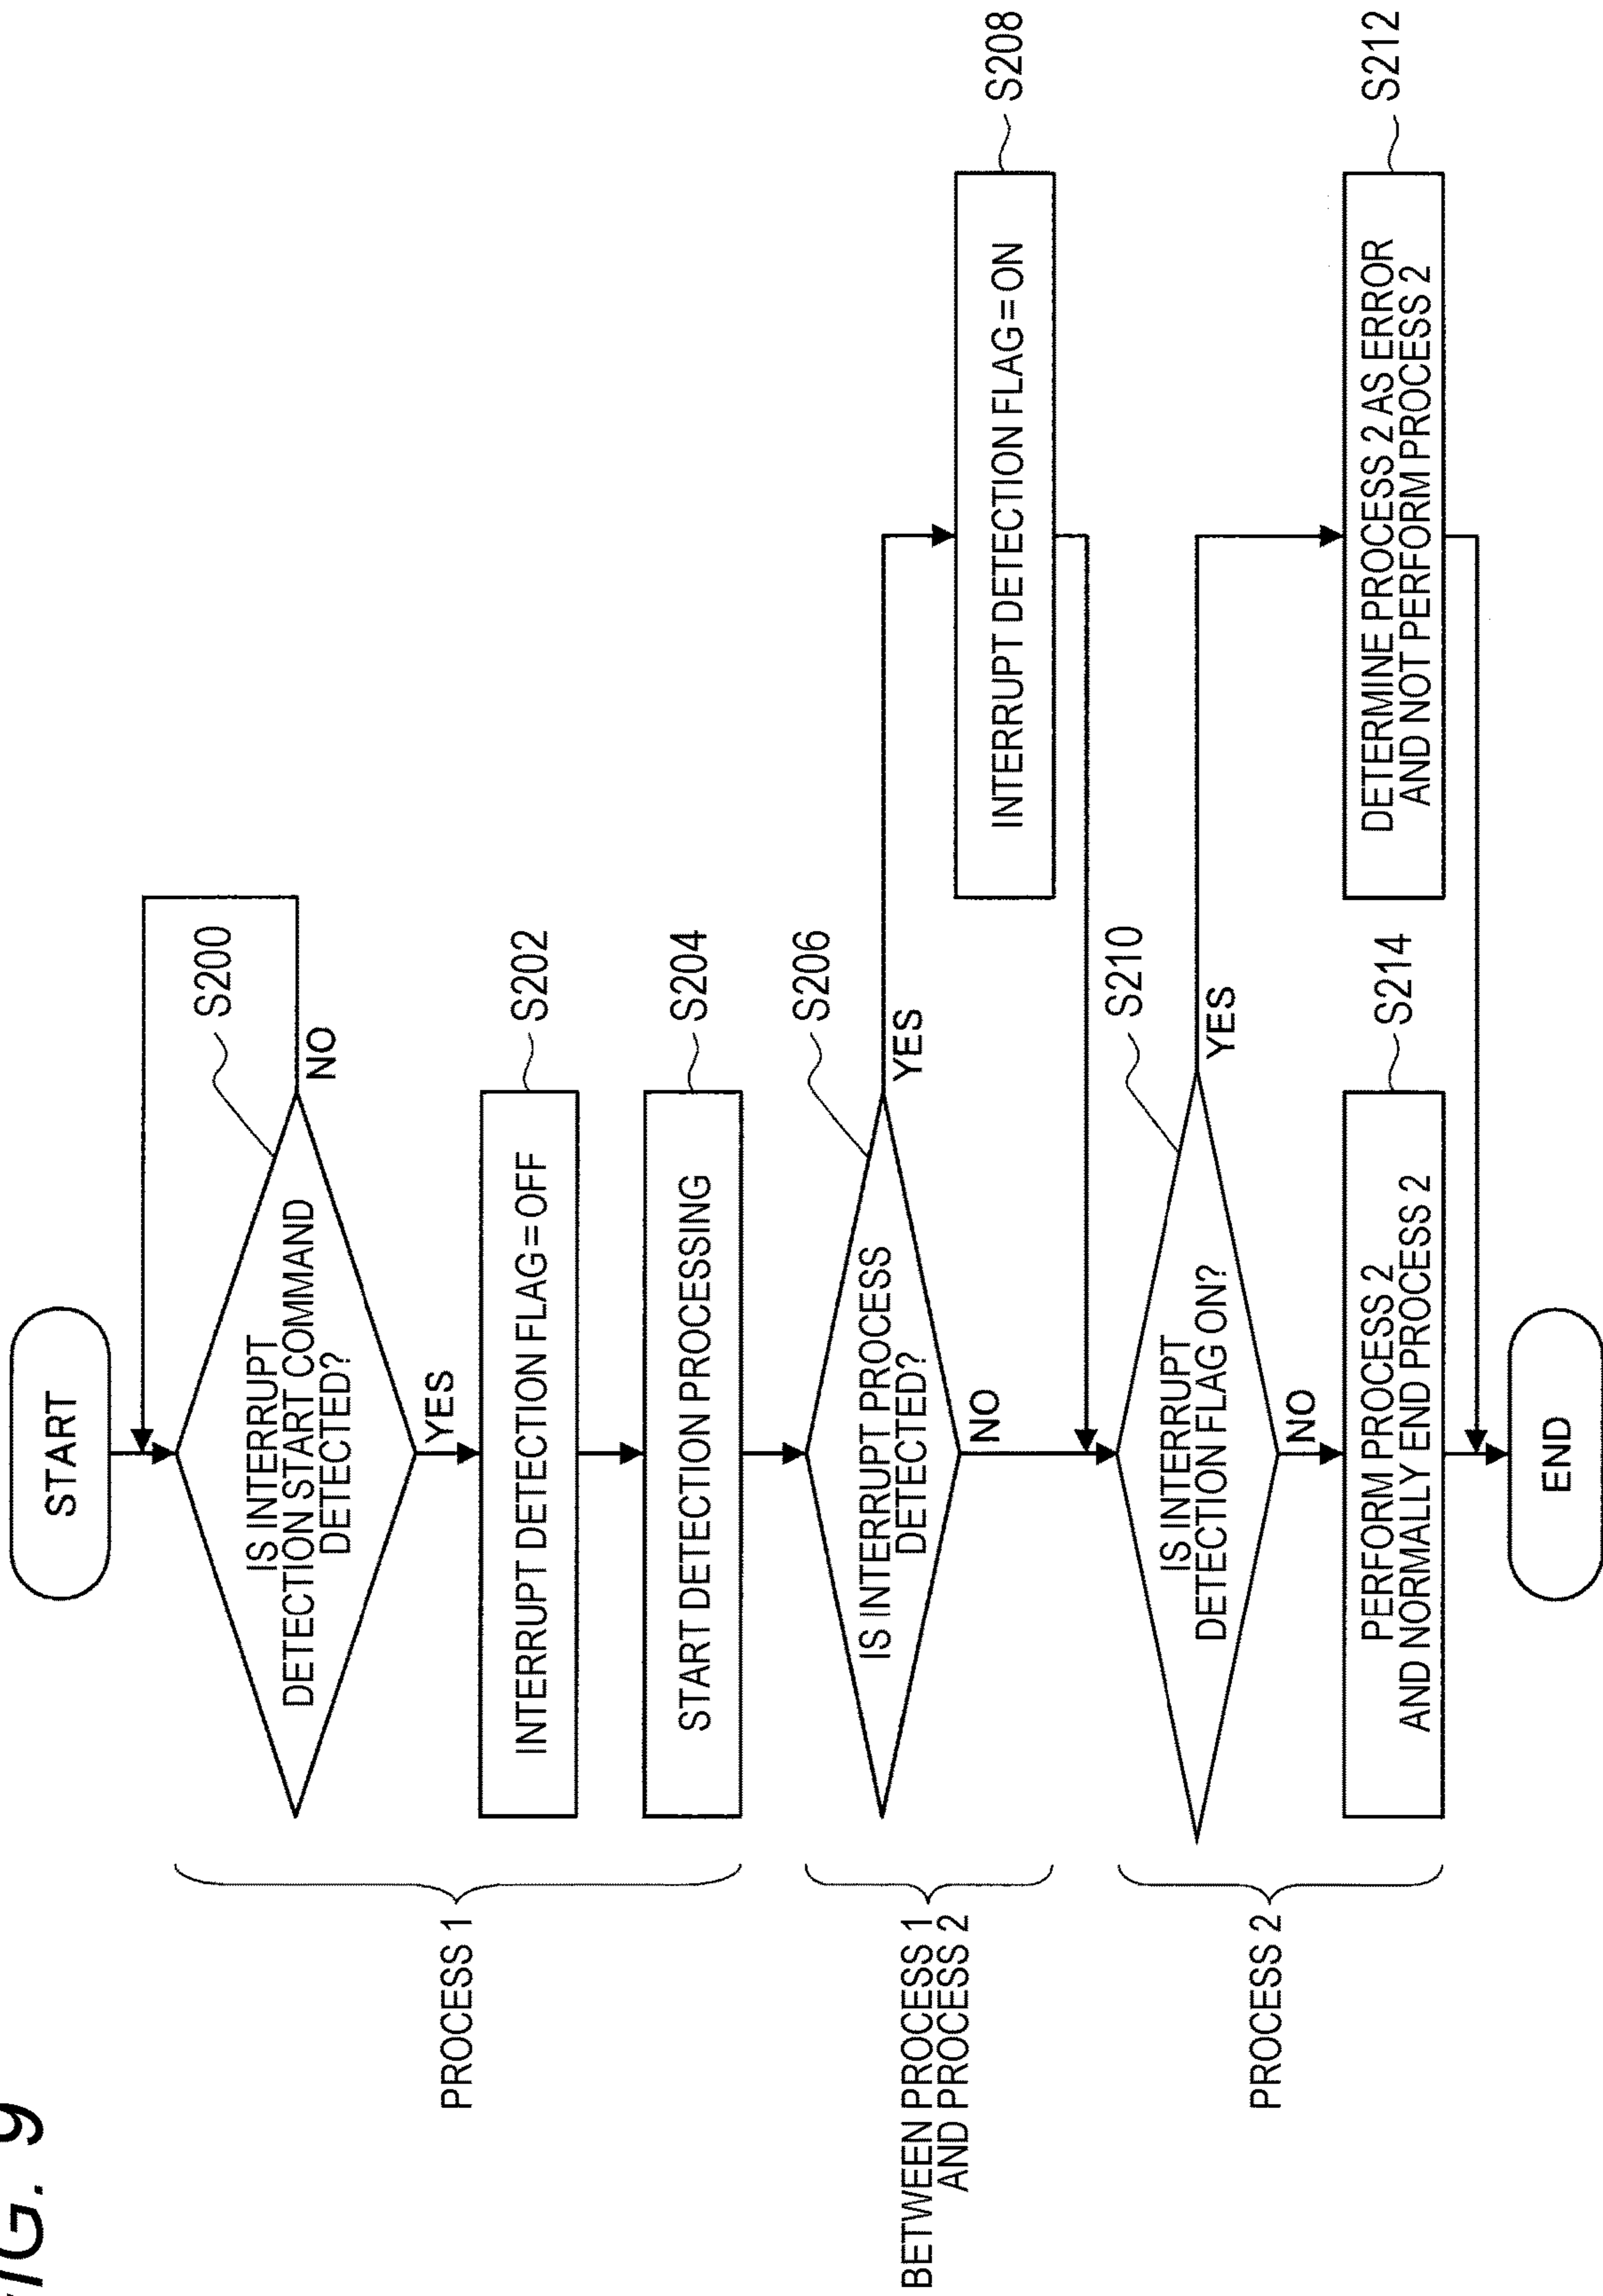 FIG. 9
START
S200
IS INTERRUPT
DETECTION START COMMAND
DETECTED?
NO
YES
S202
INTERRUPT DETECTION FLAG=OFF
PROCESS 1
S204
START DETECTION PROCESSING
S206
IS INTERRUPT PROCESS
DETECTED?
YES
NO
BETWEEN PROCESS 1
AND PROCESS 2
S208
INTERRUPT DETECTION FLAG=ON
S210
IS INTERRUPT
DETECTION FLAG ON?
YES
NO
PROCESS 2
S214
PERFORM PROCESS 2
AND NORMALLY END PROCESS 2
S212
DETERMINE PROCESS 2 AS ERROR
AND NOT PERFORM PROCESS 2
END